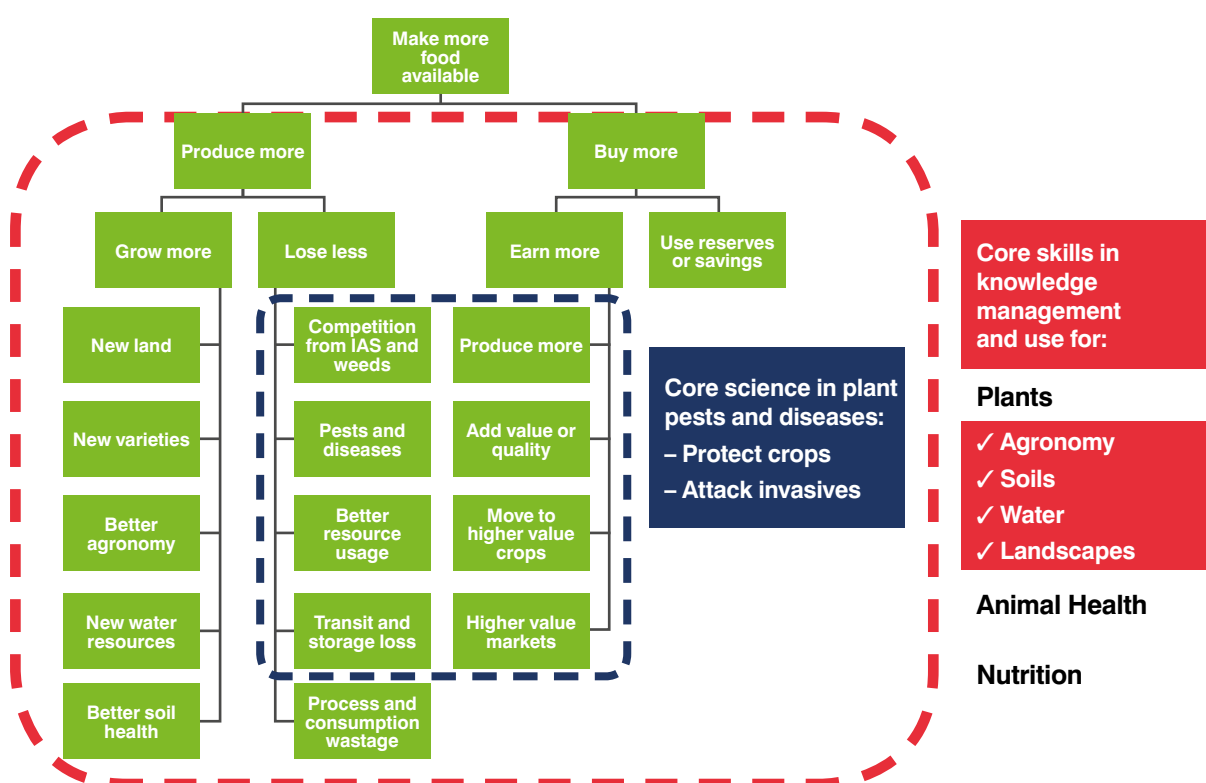 Make more
food
available
Produce more
Buy more
Grow more
Lose less
Earn more
Use reserves
or savings
New land
New varieties
Better
agronomy
New water
resources
Better soil
health
Competition
from IAS and
weeds
Pests and
diseases
Better
resource
usage
Transit and
storage loss
Process and
consumption
wastage
Produce more
Add value or
quality
Move to
higher value
crops
Higher value
markets
Core science in plant
pests and diseases:
– Protect crops
– Attack invasives
Core skills in
knowledge
management
and use for:
Plants
✓ Agronomy
✓ Soils
✓ Water
✓ Landscapes
Animal Health
Nutrition